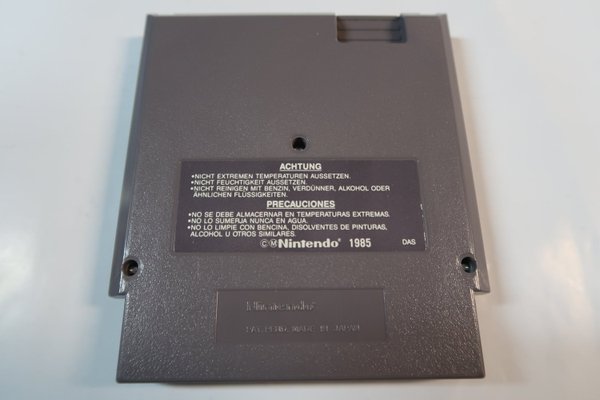 ACHTUNG
•NICHT EXTREMEN TEMPERATUREN AUSSETZEN.
•NICHT FEUCHTIGKEIT AUSSETZEN.
•NICHT REINIGEN MIT BENZIN, VERDÜNNER, ALKOHOL ODER
ÄHNLICHEN FLÜSSIGKEITEN.
PRECAUCIONES
•NO SE DEBE ALMACERNAR EN TEMPERATURAS EXTREMAS.
•NO LO SUMERJA NUNCA EN AGUA.
•NO LO LIMPIE CON BENCINA, DISOLVENTES DE PINTURAS,
ALCOHOL U OTROS SIMILARES.
©Ⓜ Nintendo® 1985 DAS
Nintendo®
PAT. PEND. MADE IN JAPAN